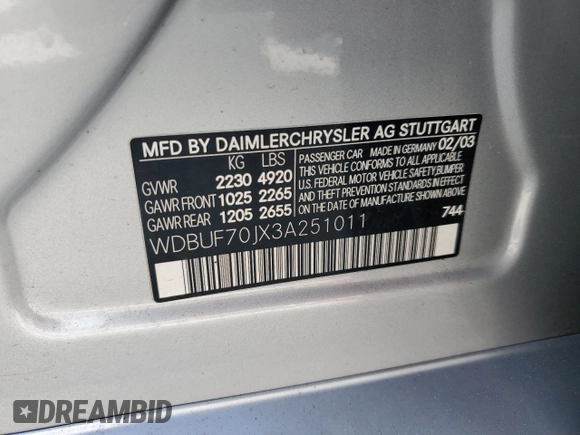 MFD BY DAIMLERCHRYSLER AG STUTTGART
KG LBS
GVWR 2230 4920
GAWR FRONT 1025 2265
GAWR REAR 1205 2655
PASSENGER CAR MADE IN GERMANY 02/03
THIS VEHICLE CONFORMS TO ALL APPLICABLE
U.S. FEDERAL MOTOR VEHICLE SAFETY,BUMPER,
AND THEFT PREVENTION STANDARDS IN EFFECT
ON THE DATE OF MANUFACTURE SHOWN ABOVE.
WDBUF70JX3A251011
744
DREAMBID